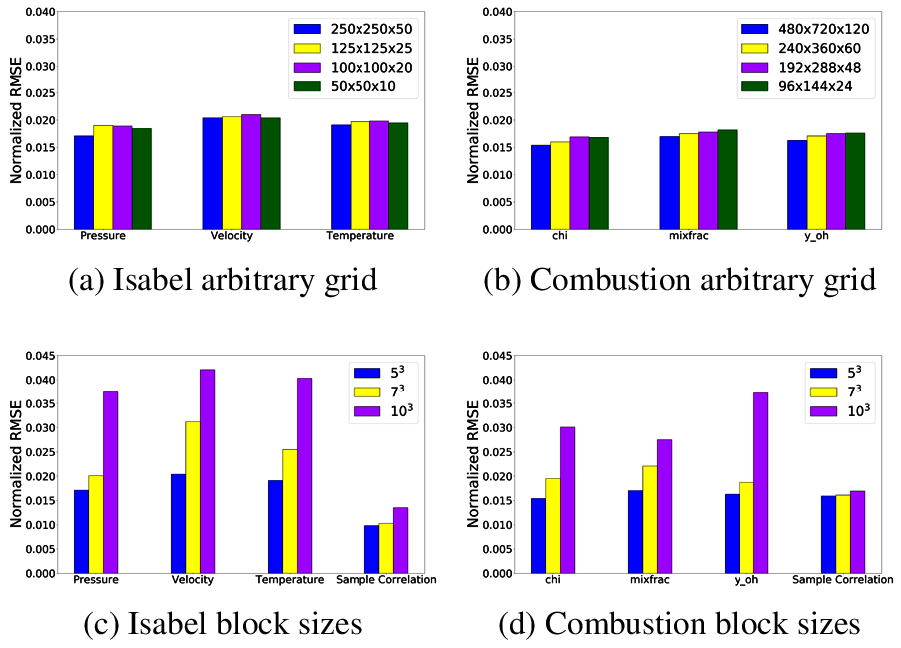 0.040
0.035
0.030
0.025
0.020
0.015
0.010
0.005
0.000
Normalized RMSE
250x250x50
125x125x25
100x100x20
50x50x10
Pressure Velocity Temperature
(a) Isabel arbitrary grid
0.040
0.035
0.030
0.025
0.020
0.015
0.010
0.005
0.000
Normalized RMSE
480x720x120
240x360x60
192x288x48
96x144x24
chi mixfrac y_oh
(b) Combustion arbitrary grid
0.045
0.040
0.035
0.030
0.025
0.020
0.015
0.010
0.005
0.000
Normalized RMSE
5³
7³
10³
Pressure Velocity Temperature Sample Correlation
(c) Isabel block sizes
0.045
0.040
0.035
0.030
0.025
0.020
0.015
0.010
0.005
0.000
Normalized RMSE
5³
7³
10³
chi mixfrac y_oh Sample Correlation
(d) Combustion block sizes